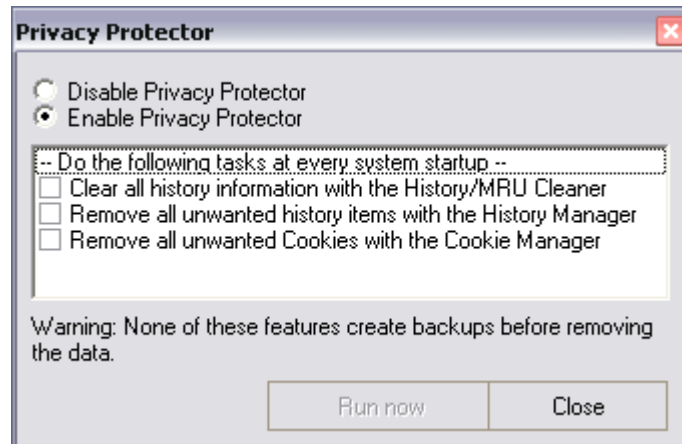 Privacy Protector
Disable Privacy Protector
Enable Privacy Protector
-- Do the following tasks at every system startup --
Clear all history information with the History/MRU Cleaner
Remove all unwanted history items with the History Manager
Remove all unwanted Cookies with the Cookie Manager
Warning: None of these features create backups before removing
the data.
Run now Close